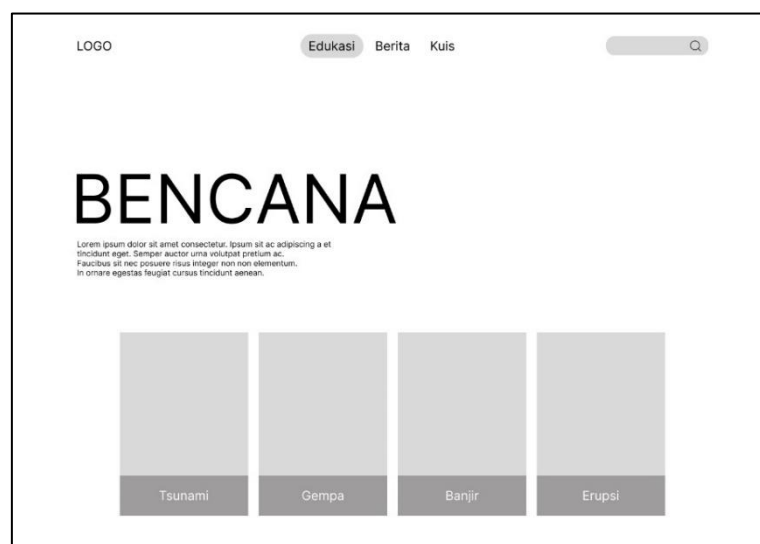 LOGO
Edukasi
Berita
Kuis
BENCANA
Lorem ipsum dolor sit amet consectetur. Ipsum sit ac adipiscing a et
tincidunt eget. Semper auctor urna volutpat pretium ac.
Faucibus sit nec posuere risus integer non non elementum.
In ornare egestas feugiat cursus tincidunt aenean.
Tsunami
Gempa
Banjir
Erupsi